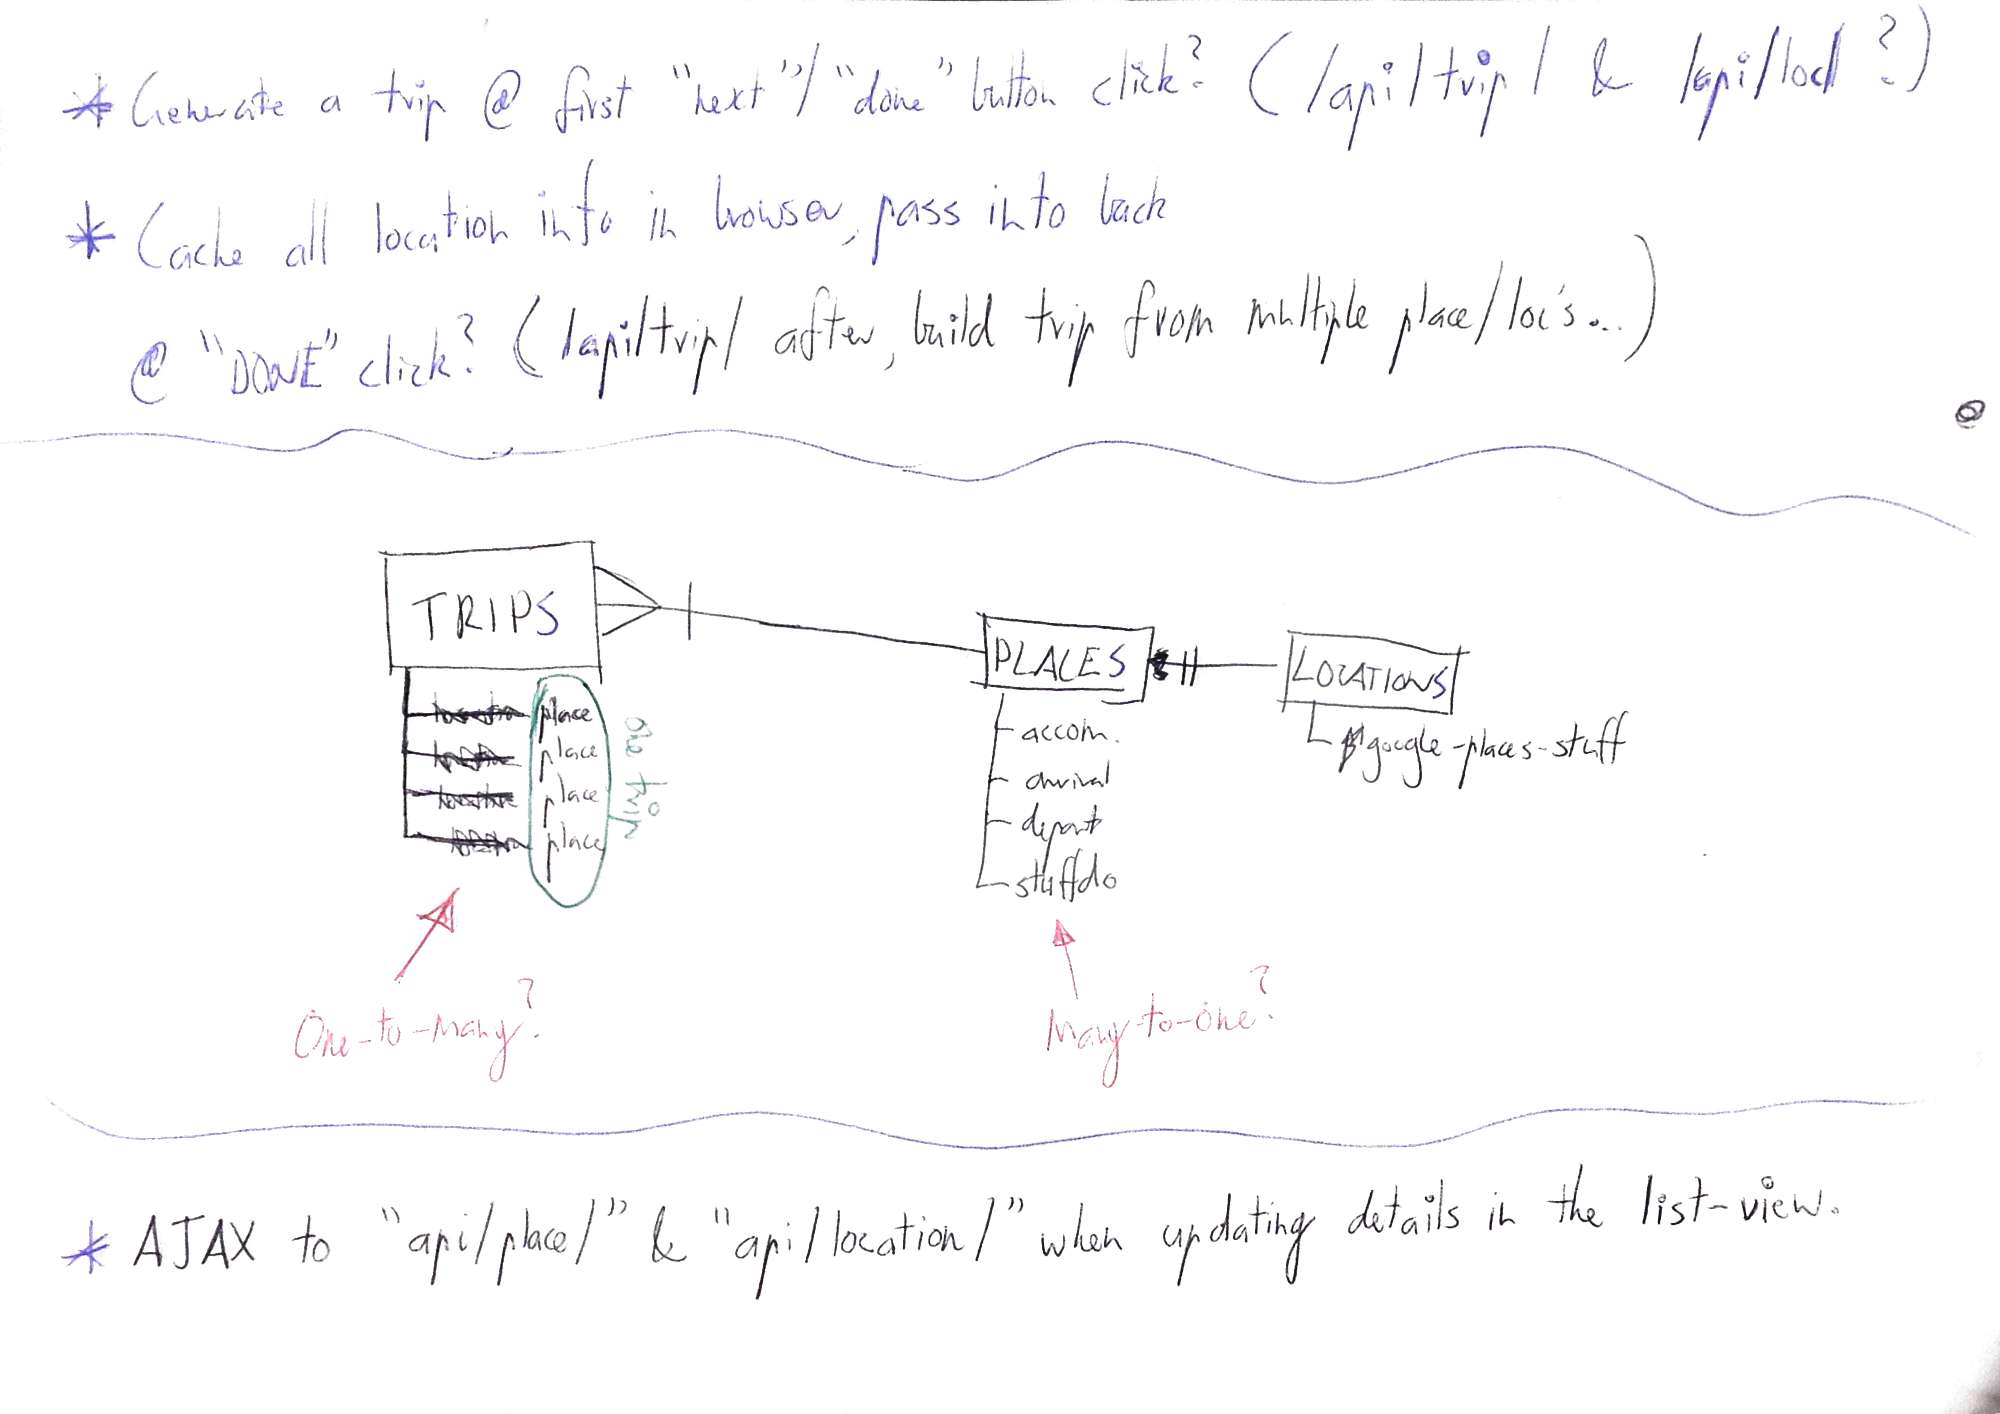 * Generate a trip @ first "next"/"done" button click? (/api/trip/ & /api/loc/ ?)
* Cache all location info in browser, pass into back
@ "DONE" click? (/api/trip/ after, build trip from multiple place/loc's...)
TRIPS
PLACES
LOCATIONS
place
place
place
place
one trip
accom.
arrival
depart
stuffdo
google-places-stuff
One-to-many?
Many-to-one?
* AJAX to "api/place/" & "api/location/" when updating details in the list-view.